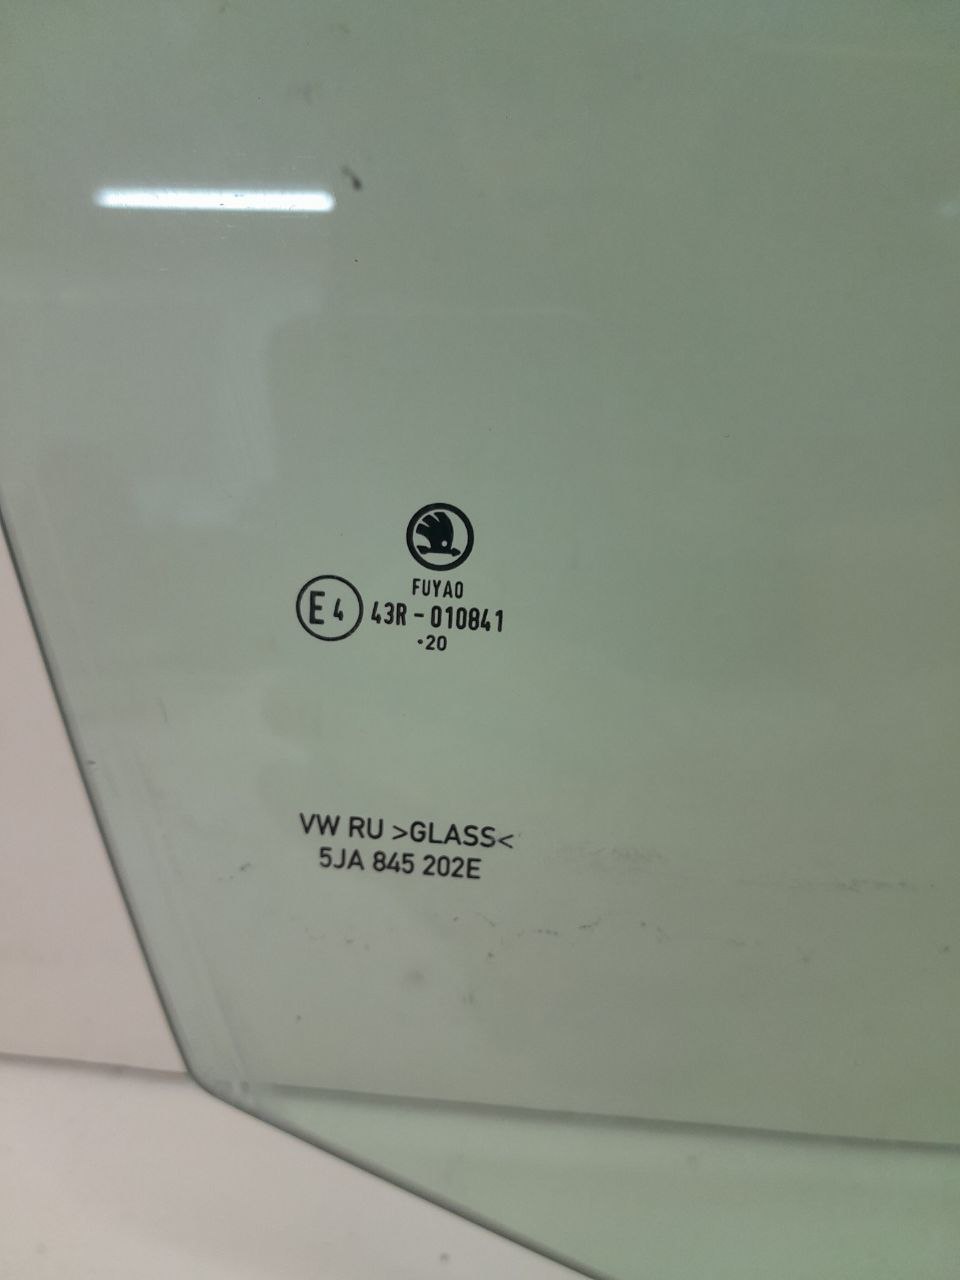 FUYAO
E4 43R-010841
·20
VW RU >GLASS<
5JA 845 202E